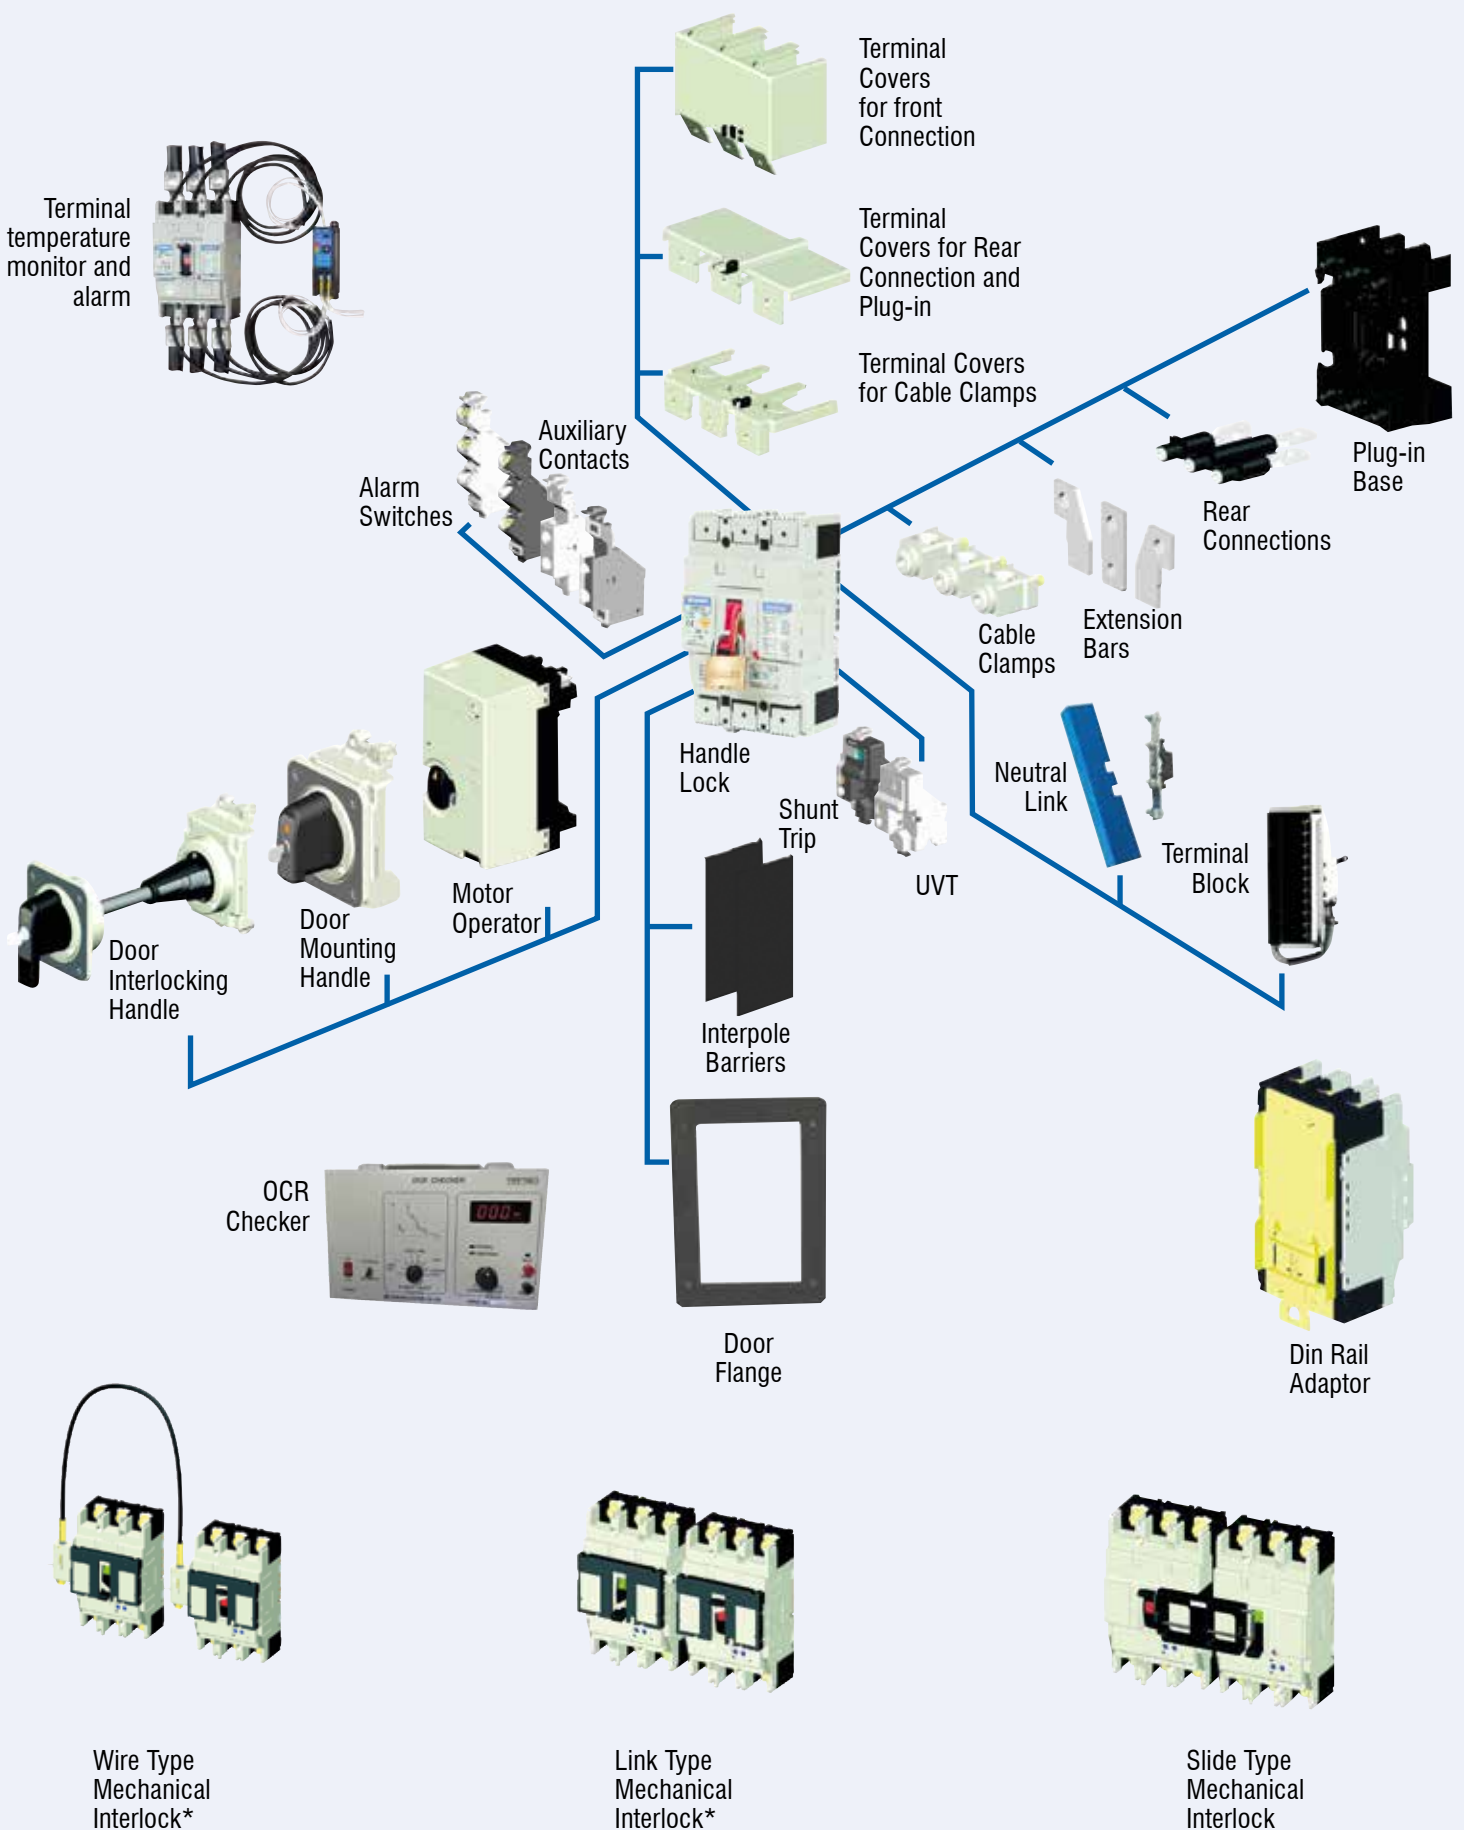 Terminal
Covers
for front
Connection
Terminal
temperature
monitor and
alarm
Terminal
Covers for Rear
Connection and
Plug-in
Terminal Covers
for Cable Clamps
Auxiliary
Contacts
Alarm
Switches
Plug-in
Base
Rear
Connections
Extension
Bars
Cable
Clamps
Handle
Lock
Neutral
Link
Shunt
Trip
UVT
Terminal
Block
Motor
Operator
Door
Mounting
Handle
Door
Interlocking
Handle
Interpole
Barriers
OCR
Checker
OCR CHECKER
000
Door
Flange
Din Rail
Adaptor
Wire Type
Mechanical
Interlock*
Link Type
Mechanical
Interlock*
Slide Type
Mechanical
Interlock